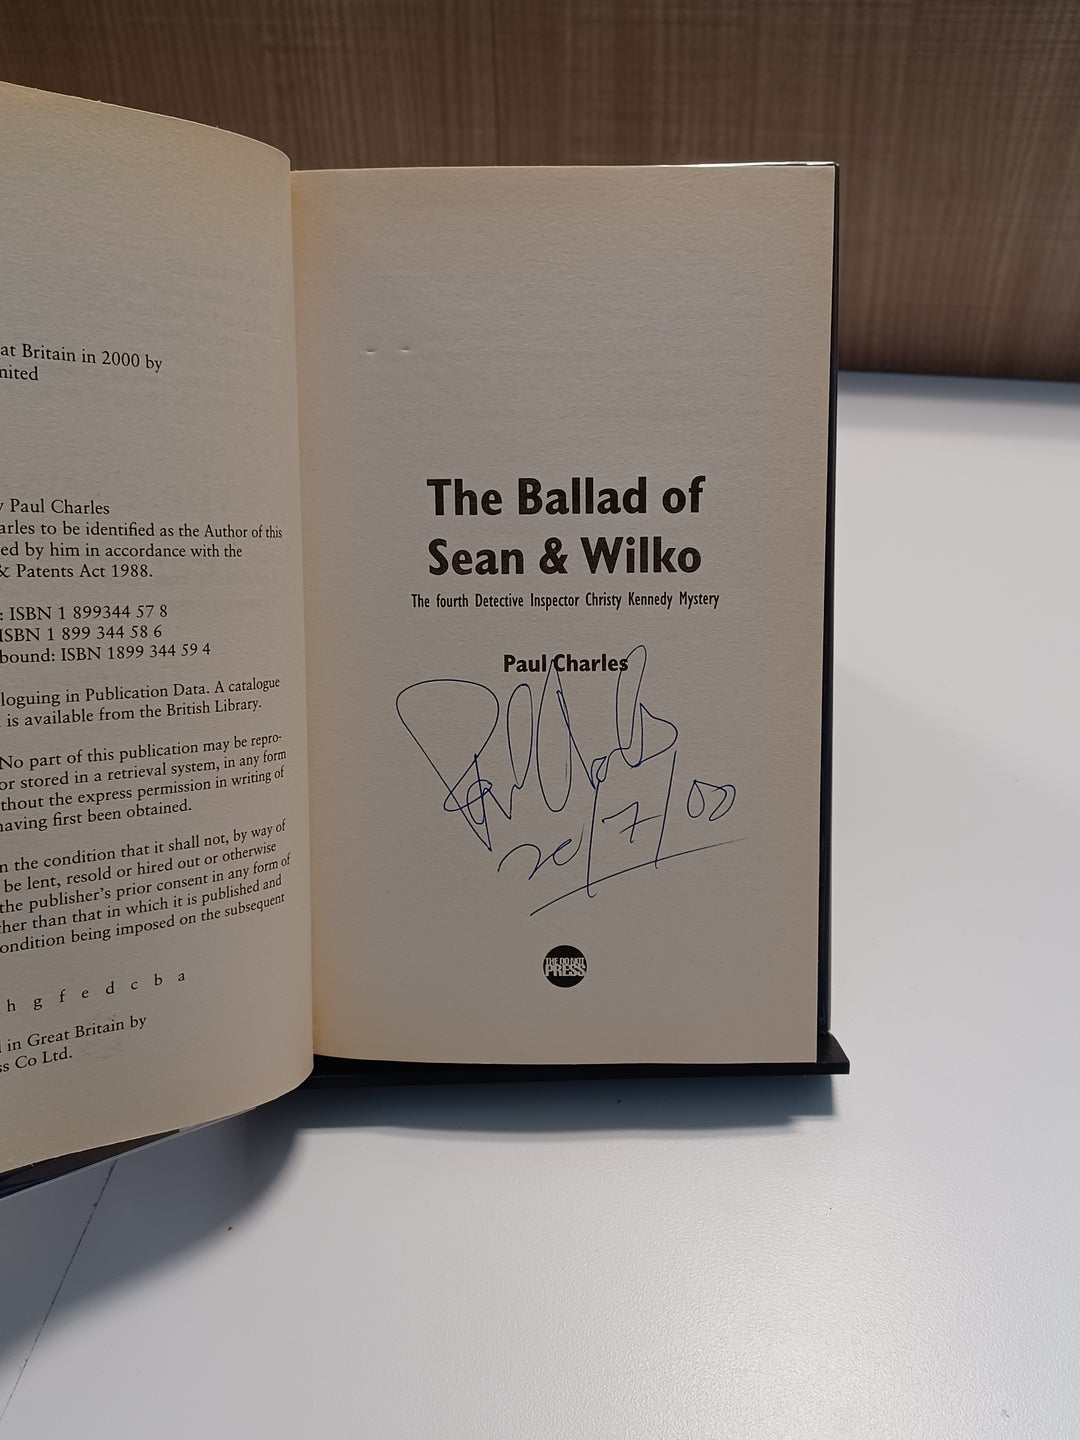 at Britain in 2000 by
nited
y Paul Charles
arles to be identified as the Author of this
ed by him in accordance with the
& Patents Act 1988.
: ISBN 1 899344 57 8
ISBN 1 899 344 58 6
bound: ISBN 1899 344 59 4
loguing in Publication Data. A catalogue
is available from the British Library.
No part of this publication may be repro-
or stored in a retrieval system, in any form
thout the express permission in writing of
having first been obtained.
n the condition that it shall not, by way of
be lent, resold or hired out or otherwise
the publisher's prior consent in any form of
her than that in which it is published and
ondition being imposed on the subsequent
h g f e d c b a
in Great Britain by
ss Co Ltd.
The Ballad of
Sean & Wilko
The fourth Detective Inspector Christy Kennedy Mystery
Paul Charles
Paul Charles
20/7/00
THE DO NOT
PRESS